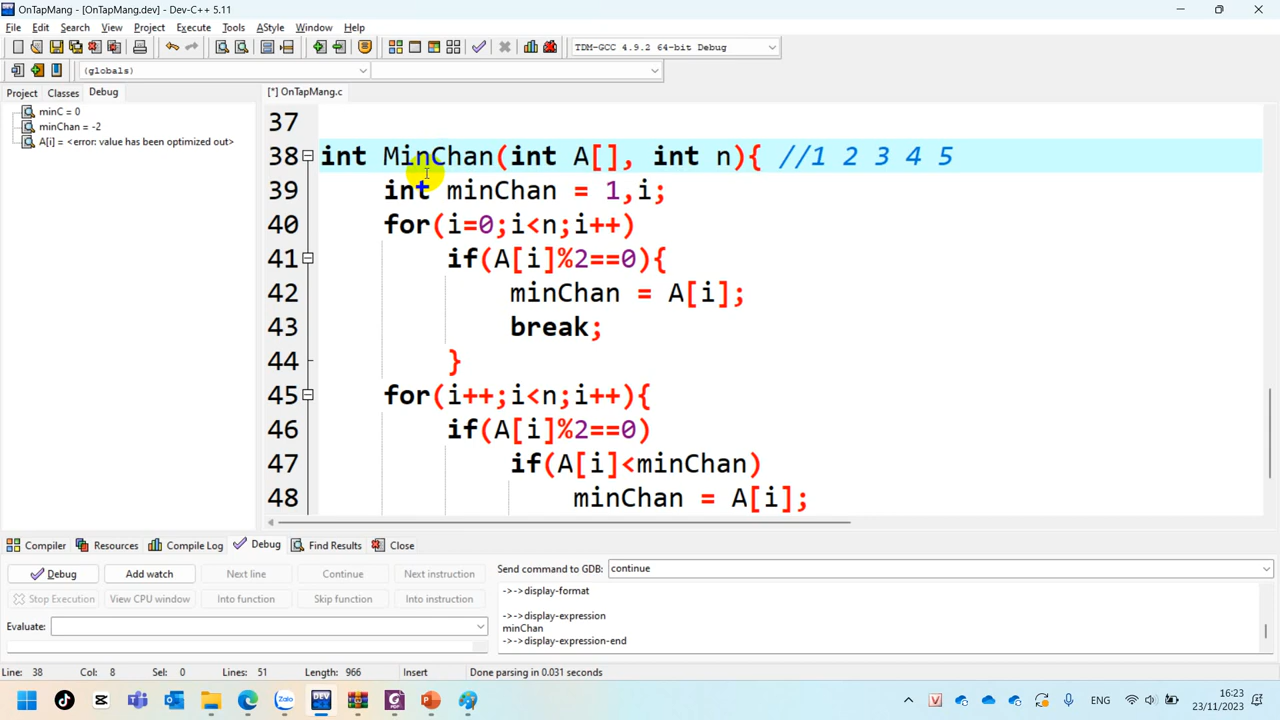 OnTapMang - [OnTapMang.dev] - Dev-C++ 5.11
File Edit Search View Project Execute Tools AStyle Window Help
TDM-GCC 4.9.2 64-bit Debug
(globals)
Project Classes Debug
[*] OnTapMang.c
minC = 0
minChan = -2
A[i] = <error: value has been optimized out>
37
38 int MinChan(int A[], int n){ //1 2 3 4 5
39 int minChan = 1,i;
40 for(i=0;i<n;i++)
41 if(A[i]%2==0){
42 minChan = A[i];
43 break;
44 }
45 for(i++;i<n;i++){
46 if(A[i]%2==0)
47 if(A[i]<minChan)
48 minChan = A[i];
Compiler Resources Compile Log Debug Find Results Close
Debug Add watch Next line Continue Next instruction
Stop Execution View CPU window Into function Skip function Into instruction
Evaluate:
Send command to GDB: continue
->->display-format
->->display-expression
minChan
->->display-expression-end
Line: 38 Col: 8 Sel: 0 Lines: 51 Length: 966 Insert Done parsing in 0.031 seconds
Zalo
DEV
V
ENG
16:23
23/11/2023